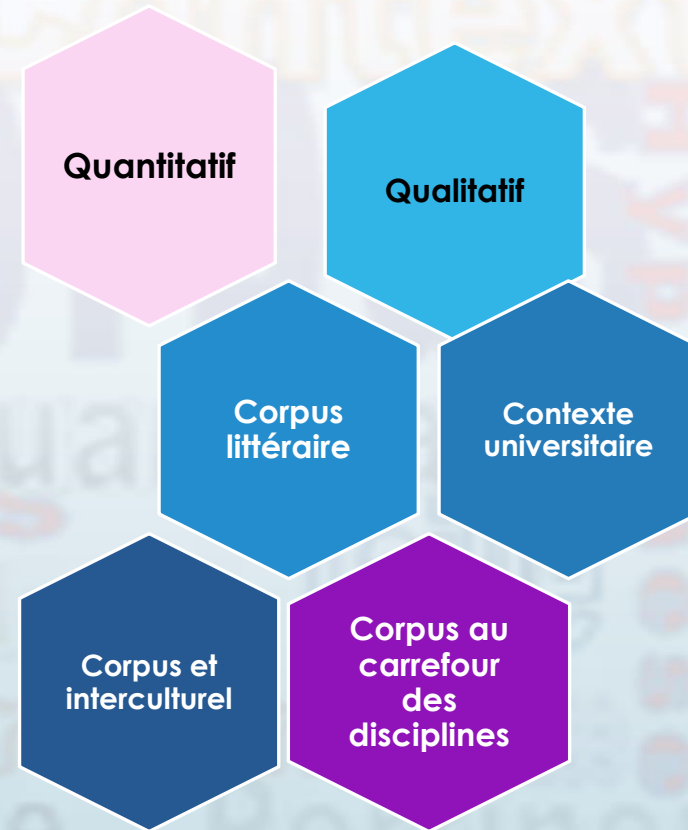 Quantitatif
Qualitatif
Corpus
littéraire
Contexte
universitaire
Corpus et
interculturel
Corpus au
carrefour
des
disciplines